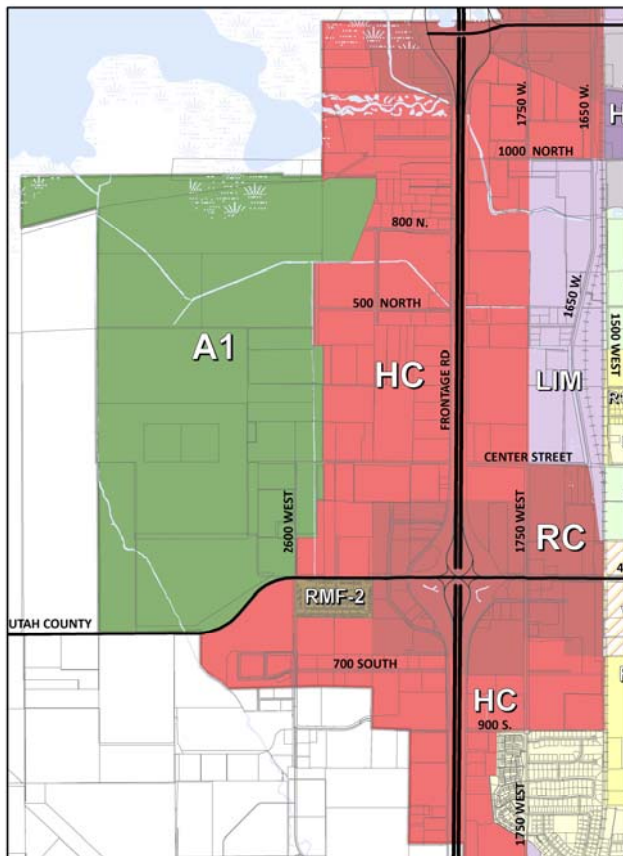 1750 W.
1650 W.
H
1000 NORTH
800 N.
500 NORTH
1650 W.
1500 WEST
A1
HC
FRONTAGE RD
LIM
CENTER STREET
2600 WEST
1750 WEST
RC
4
RMF-2
UTAH COUNTY
700 SOUTH
HC
900 S.
1750 WEST